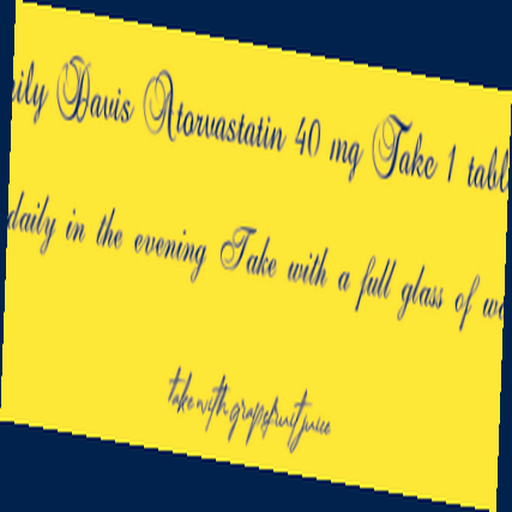 ily Davis Atorvastatin 40 mg Take 1 tabl
daily in the evening Take with a full glass of wa
take with grapefruit juice